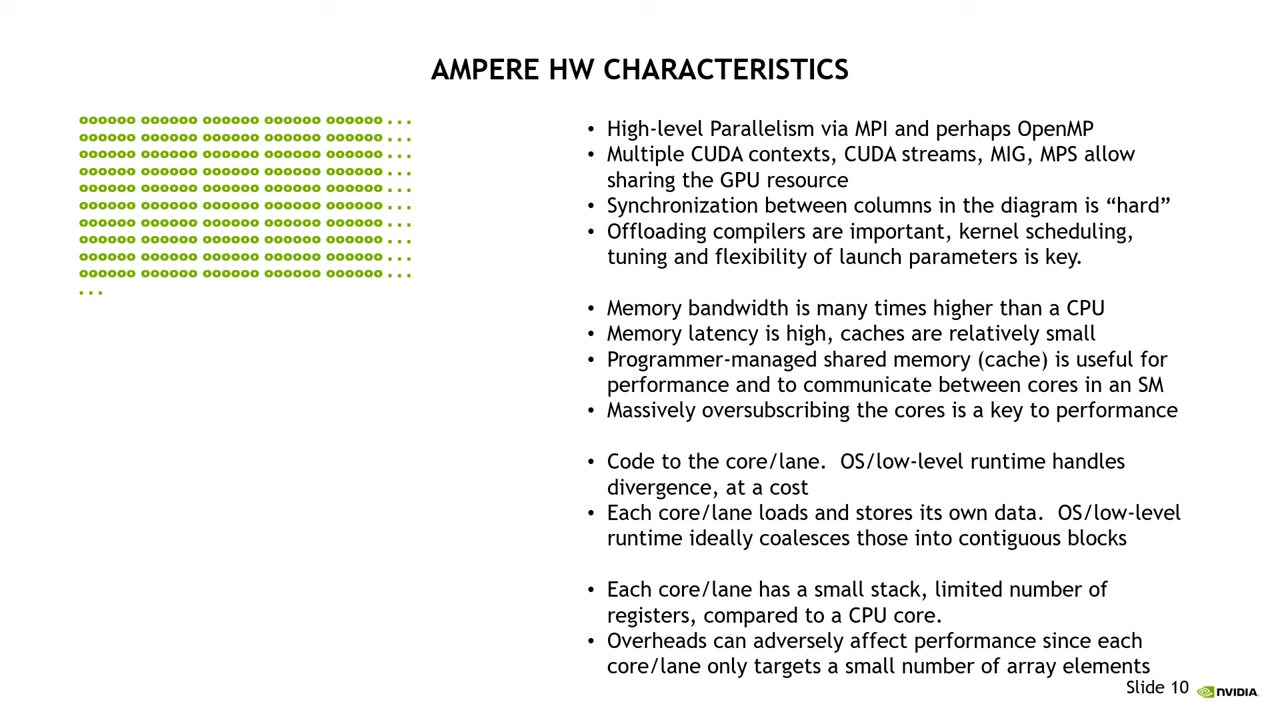 AMPERE HW CHARACTERISTICS
oooooo oooooo oooooo oooooo oooooo ...
oooooo oooooo oooooo oooooo oooooo ...
oooooo oooooo oooooo oooooo oooooo ...
oooooo oooooo oooooo oooooo oooooo ...
oooooo oooooo oooooo oooooo oooooo ...
oooooo oooooo oooooo oooooo oooooo ...
oooooo oooooo oooooo oooooo oooooo ...
oooooo oooooo oooooo oooooo oooooo ...
oooooo oooooo oooooo oooooo oooooo ...
oooooo oooooo oooooo oooooo oooooo ...
...
• High-level Parallelism via MPI and perhaps OpenMP
• Multiple CUDA contexts, CUDA streams, MIG, MPS allow
sharing the GPU resource
• Synchronization between columns in the diagram is “hard”
• Offloading compilers are important, kernel scheduling,
tuning and flexibility of launch parameters is key.
• Memory bandwidth is many times higher than a CPU
• Memory latency is high, caches are relatively small
• Programmer-managed shared memory (cache) is useful for
performance and to communicate between cores in an SM
• Massively oversubscribing the cores is a key to performance
• Code to the core/lane.  OS/low-level runtime handles
divergence, at a cost
• Each core/lane loads and stores its own data.  OS/low-level
runtime ideally coalesces those into contiguous blocks
• Each core/lane has a small stack, limited number of
registers, compared to a CPU core.
• Overheads can adversely affect performance since each
core/lane only targets a small number of array elements
Slide 10
NVIDIA